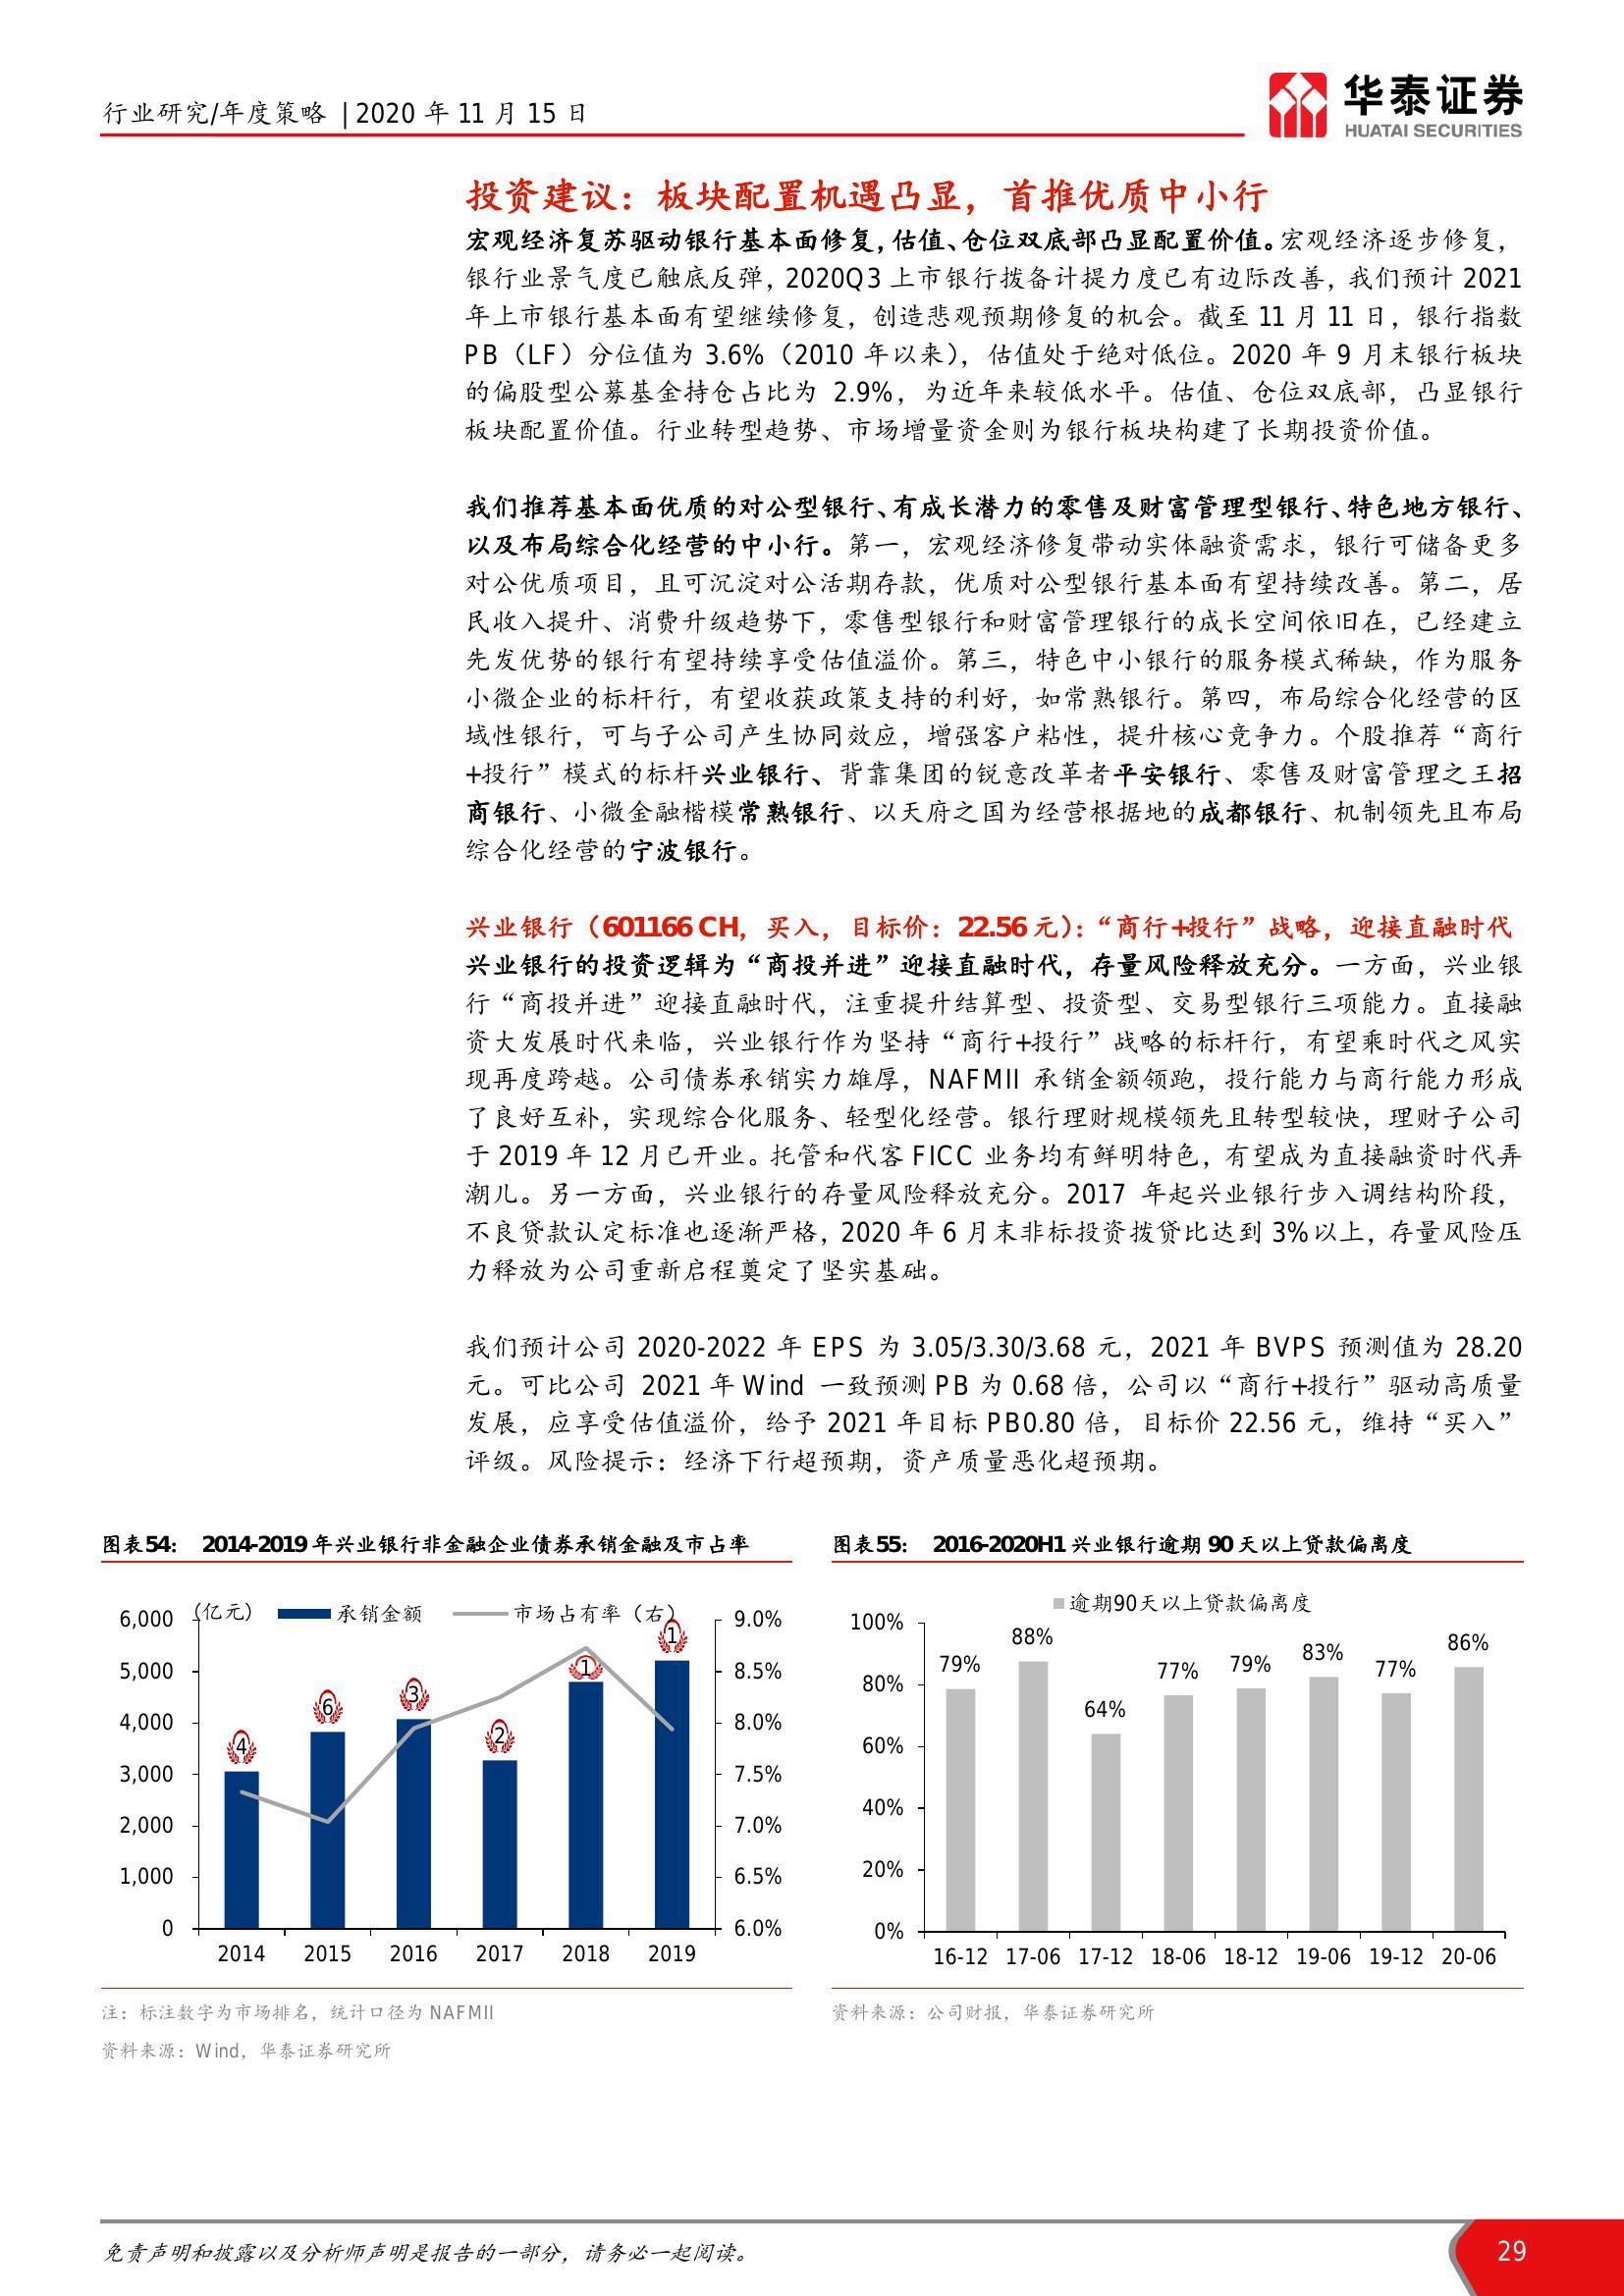 行业研究/年度策略 | 2020 年 11 月 15 日
华泰证券
HUATAI SECURITIES
投资建议：板块配置机遇凸显，首推优质中小行
宏观经济复苏驱动银行基本面修复，估值、仓位双底部凸显配置价值。宏观经济逐步修复，
银行业景气度已触底反弹，2020Q3 上市银行拨备计提力度已有边际改善，我们预计 2021
年上市银行基本面有望继续修复，创造悲观预期修复的机会。截至 11 月 11 日，银行指数
PB（LF）分位值为 3.6%（2010 年以来），估值处于绝对低位。2020 年 9 月末银行板块
的偏股型公募基金持仓占比为 2.9%，为近年来较低水平。估值、仓位双底部，凸显银行
板块配置价值。行业转型趋势、市场增量资金则为银行板块构建了长期投资价值。
我们推荐基本面优质的对公型银行、有成长潜力的零售及财富管理型银行、特色地方银行、
以及布局综合化经营的中小行。第一，宏观经济修复带动实体融资需求，银行可储备更多
对公优质项目，且可沉淀对公活期存款，优质对公型银行基本面有望持续改善。第二，居
民收入提升、消费升级趋势下，零售型银行和财富管理银行的成长空间依旧在，已经建立
先发优势的银行有望持续享受估值溢价。第三，特色中小银行的服务模式稀缺，作为服务
小微企业的标杆行，有望收获政策支持的利好，如常熟银行。第四，布局综合化经营的区
域性银行，可与子公司产生协同效应，增强客户粘性，提升核心竞争力。个股推荐“商行
+投行”模式的标杆兴业银行、背靠集团的锐意改革者平安银行、零售及财富管理之王招
商银行、小微金融楷模常熟银行、以天府之国为经营根据地的成都银行、机制领先且布局
综合化经营的宁波银行。
兴业银行（601166 CH，买入，目标价：22.56 元）：“商行+投行”战略，迎接直融时代
兴业银行的投资逻辑为“商投并进”迎接直融时代，存量风险释放充分。一方面，兴业银
行“商投并进”迎接直融时代，注重提升结算型、投资型、交易型银行三项能力。直接融
资大发展时代来临，兴业银行作为坚持“商行+投行”战略的标杆行，有望乘时代之风实
现再度跨越。公司债券承销实力雄厚，NAFMII 承销金额领跑，投行能力与商行能力形成
了良好互补，实现综合化服务、轻型化经营。银行理财规模领先且转型较快，理财子公司
于 2019 年 12 月已开业。托管和代客 FICC 业务均有鲜明特色，有望成为直接融资时代弄
潮儿。另一方面，兴业银行的存量风险释放充分。2017 年起兴业银行步入调结构阶段，
不良贷款认定标准也逐渐严格，2020 年 6 月末非标投资拨贷比达到 3%以上，存量风险压
力释放为公司重新启程奠定了坚实基础。
我们预计公司 2020-2022 年 EPS 为 3.05/3.30/3.68 元，2021 年 BVPS 预测值为 28.20
元。可比公司 2021 年 Wind 一致预测 PB 为 0.68 倍，公司以“商行+投行”驱动高质量
发展，应享受估值溢价，给予 2021 年目标 PB0.80 倍，目标价 22.56 元，维持“买入”
评级。风险提示：经济下行超预期，资产质量恶化超预期。
图表54： 2014-2019 年兴业银行非金融企业债券承销金融及市占率
(亿元) 承销金额 市场占有率（右）
6,000
5,000
4,000
3,000
2,000
1,000
0
9.0%
8.5%
8.0%
7.5%
7.0%
6.5%
6.0%
4 6 3 2 1 1
2014 2015 2016 2017 2018 2019
注：标注数字为市场排名，统计口径为 NAFMII
资料来源：Wind，华泰证券研究所
图表55： 2016-2020H1 兴业银行逾期 90 天以上贷款偏离度
逾期90天以上贷款偏离度
100%
80%
60%
40%
20%
0%
79% 88% 64% 77% 79% 83% 77% 86%
16-12 17-06 17-12 18-06 18-12 19-06 19-12 20-06
资料来源：公司财报，华泰证券研究所
免责声明和披露以及分析师声明是报告的一部分，请务必一起阅读。
29